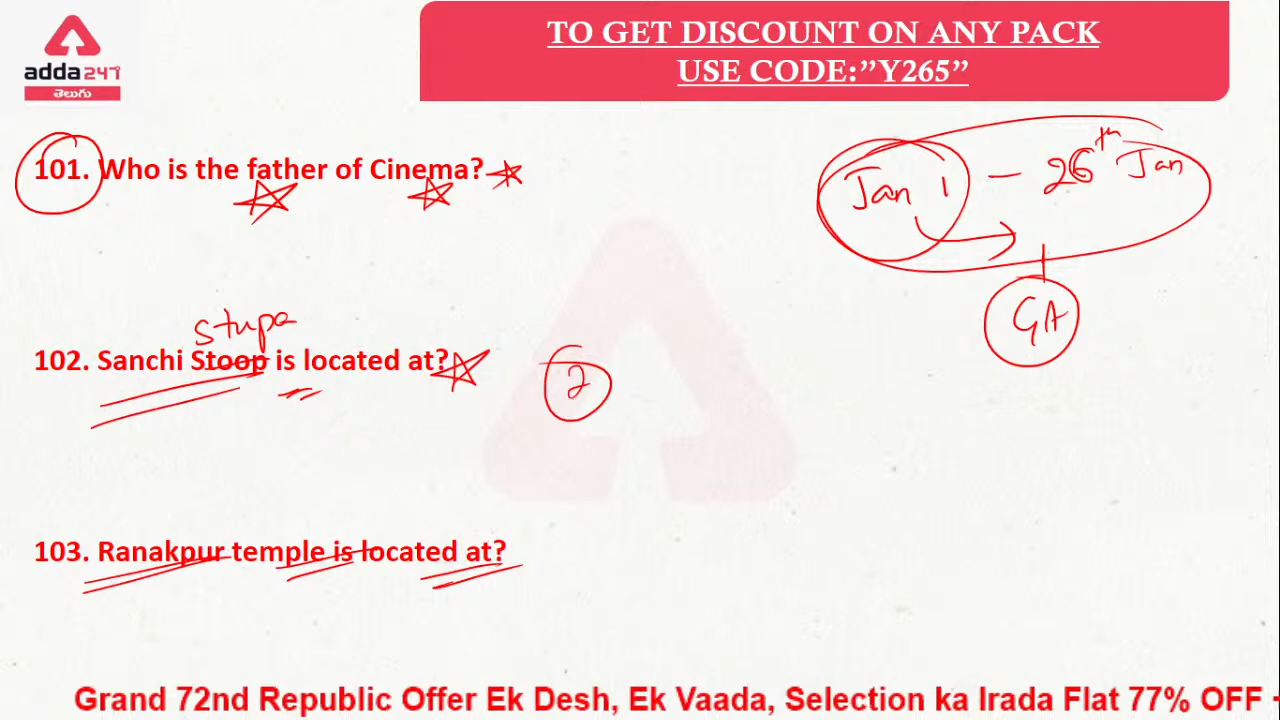 TO GET DISCOUNT ON ANY PACK
USE CODE:”Y265”
adda247
తెలుగు
101. Who is the father of Cinema?
Jan 1 - 26th Jan
GA
stupa
102. Sanchi Stoop is located at?
2
103. Ranakpur temple is located at?
Grand 72nd Republic Offer Ek Desh, Ek Vaada, Selection ka Irada Flat 77% OFF -